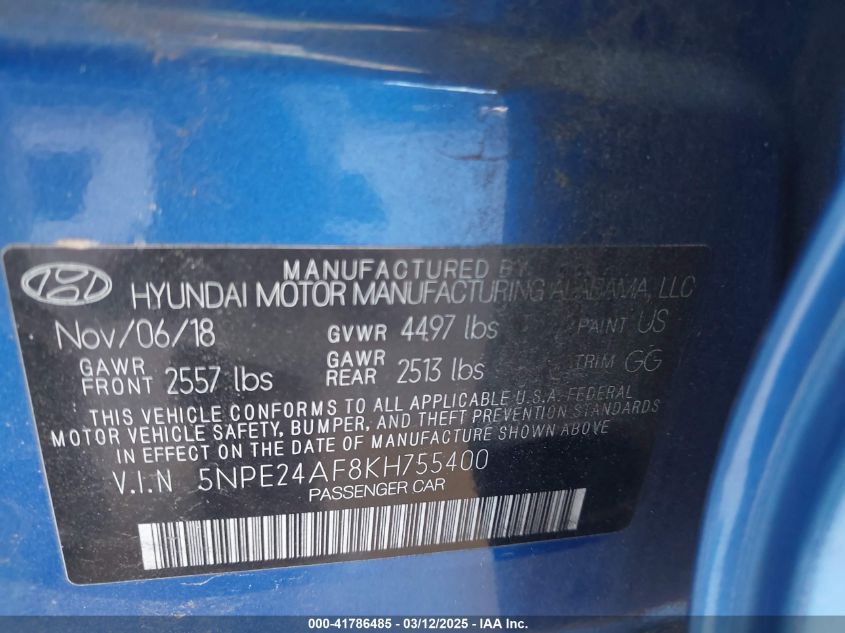 MANUFACTURED BY
HYUNDAI MOTOR MANUFACTURING ALABAMA, LLC
Nov/06/18 GVWR 4497 lbs PAINT US
GAWR FRONT 2557 lbs GAWR REAR 2513 lbs TRIM GG
THIS VEHICLE CONFORMS TO ALL APPLICABLE U.S.A. FEDERAL
MOTOR VEHICLE SAFETY, BUMPER, AND THEFT PREVENTION STANDARDS
IN EFFECT ON THE DATE OF MANUFACTURE SHOWN ABOVE
V.I.N 5NPE24AF8KH755400
PASSENGER CAR
000-41786485 - 03/12/2025 - IAA, Inc.